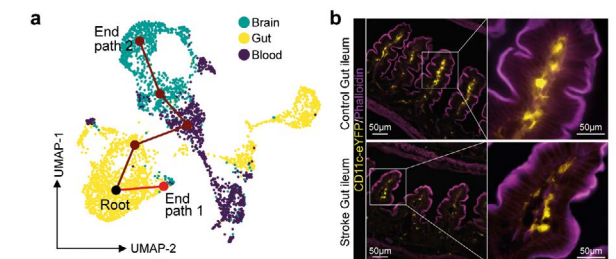 a
End
path 2
Brain
Gut
Blood
Root
End
path 1
UMAP-1
UMAP-2
b
Control Gut ileum
Stroke Gut ileum
CD11c-eYFP/Phalloidin
50µm
50µm
50µm
50µm